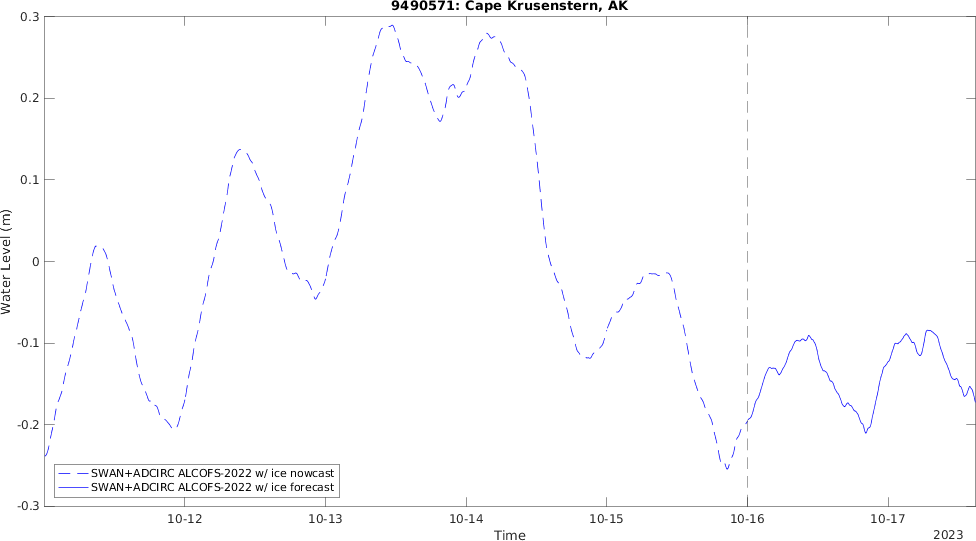 9490571: Cape Krusenstern, AK
0.3
0.2
0.1
0
-0.1
-0.2
-0.3
Water Level (m)
SWAN+ADCIRC ALCOFS-2022 w/ ice nowcast
SWAN+ADCIRC ALCOFS-2022 w/ ice forecast
10-12
10-13
10-14
10-15
10-16
10-17
Time
2023